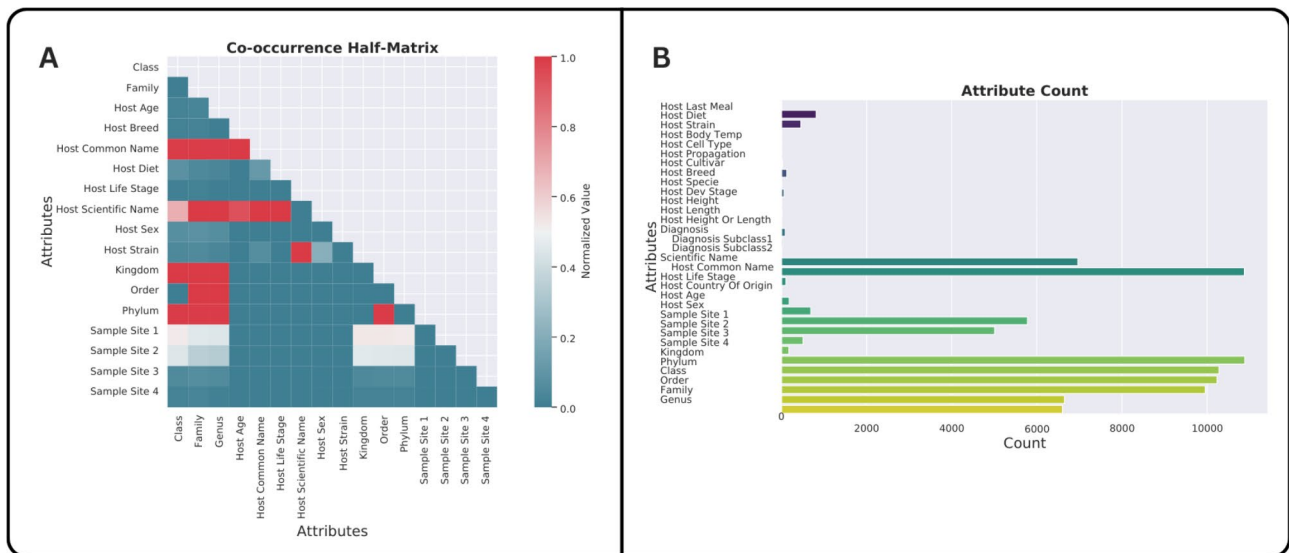 A
Co-occurrence Half-Matrix
Class
Family
Host Age
Host Breed
Host Common Name
Host Diet
Host Life Stage
Host Scientific Name
Host Sex
Host Strain
Kingdom
Order
Phylum
Sample Site 1
Sample Site 2
Sample Site 3
Sample Site 4
Attributes
Class
Family
Genus
Host Age
Host Common Name
Host Life Stage
Host Scientific Name
Host Sex
Host Strain
Kingdom
Order
Phylum
Sample Site 1
Sample Site 2
Sample Site 3
Sample Site 4
Attributes
1.0
0.8
0.6
0.4
0.2
0.0
Normalized Value
B
Attribute Count
Host Last Meal
Host Diet
Host Strain
Host Body Temp
Host Cell Type
Host Propagation
Host Cultivar
Host Breed
Host Specie
Host Dev Stage
Host Height
Host Length
Host Height Or Length
Diagnosis
Diagnosis Subclass1
Diagnosis Subclass2
Scientific Name
Host Common Name
Host Life Stage
Host Country Of Origin
Host Age
Host Sex
Sample Site 1
Sample Site 2
Sample Site 3
Sample Site 4
Kingdom
Phylum
Class
Order
Family
Genus
Attributes
0
2000
4000
6000
8000
10000
Count